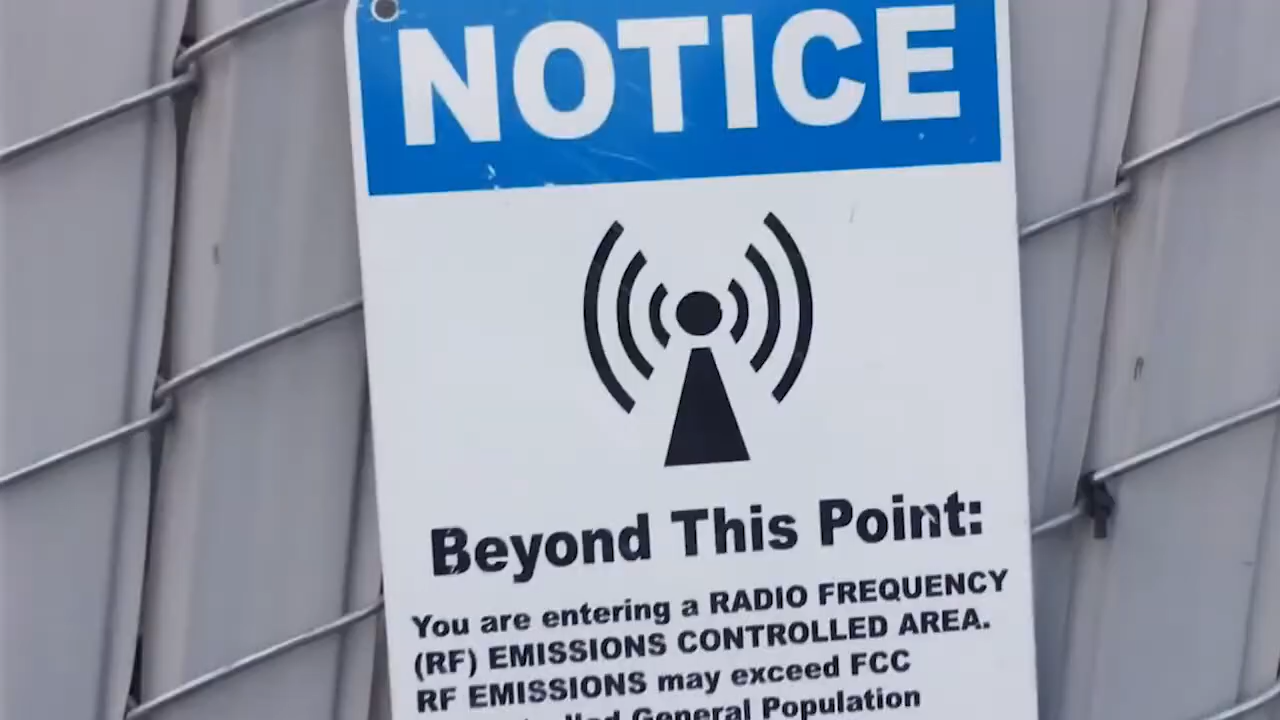 NOTICE
Beyond This Point:
You are entering a RADIO FREQUENCY
(RF) EMISSIONS CONTROLLED AREA.
RF EMISSIONS may exceed FCC
General Population